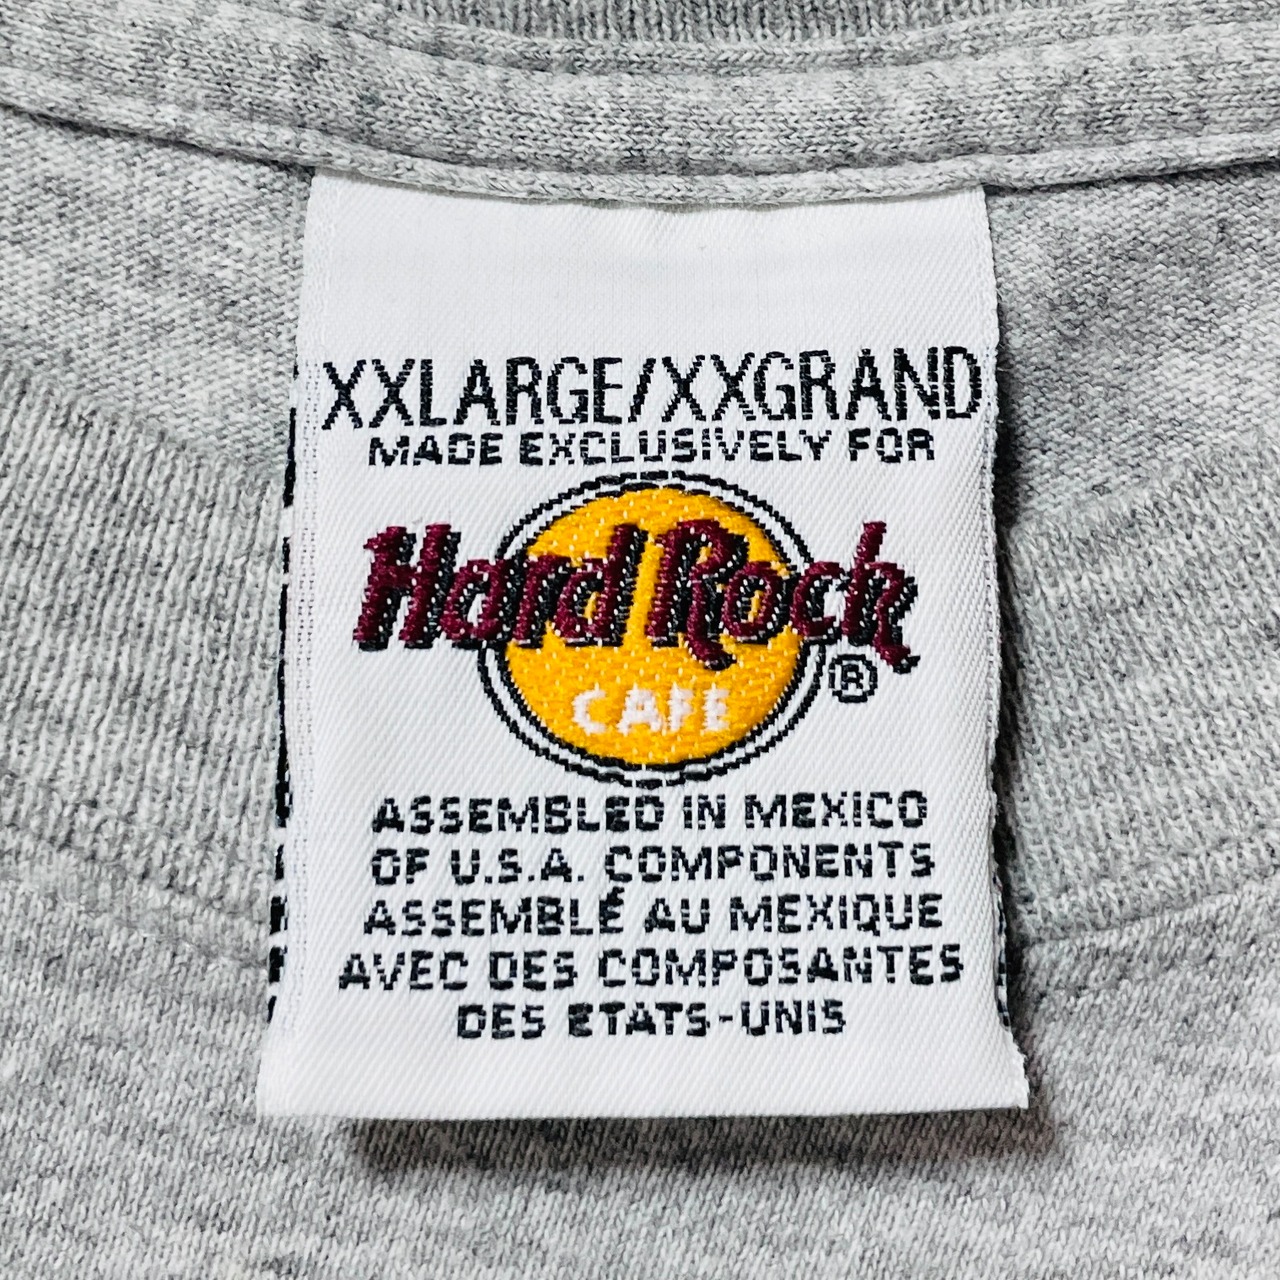 XXLARGE/XXGRAND
MADE EXCLUSIVELY FOR
Hard Rock
CAFE
®
ASSEMBLED IN MEXICO
OF U.S.A. COMPONENTS
ASSEMBLÉ AU MEXIQUE
AVEC DES COMPOSANTES
DES ETATS-UNIS